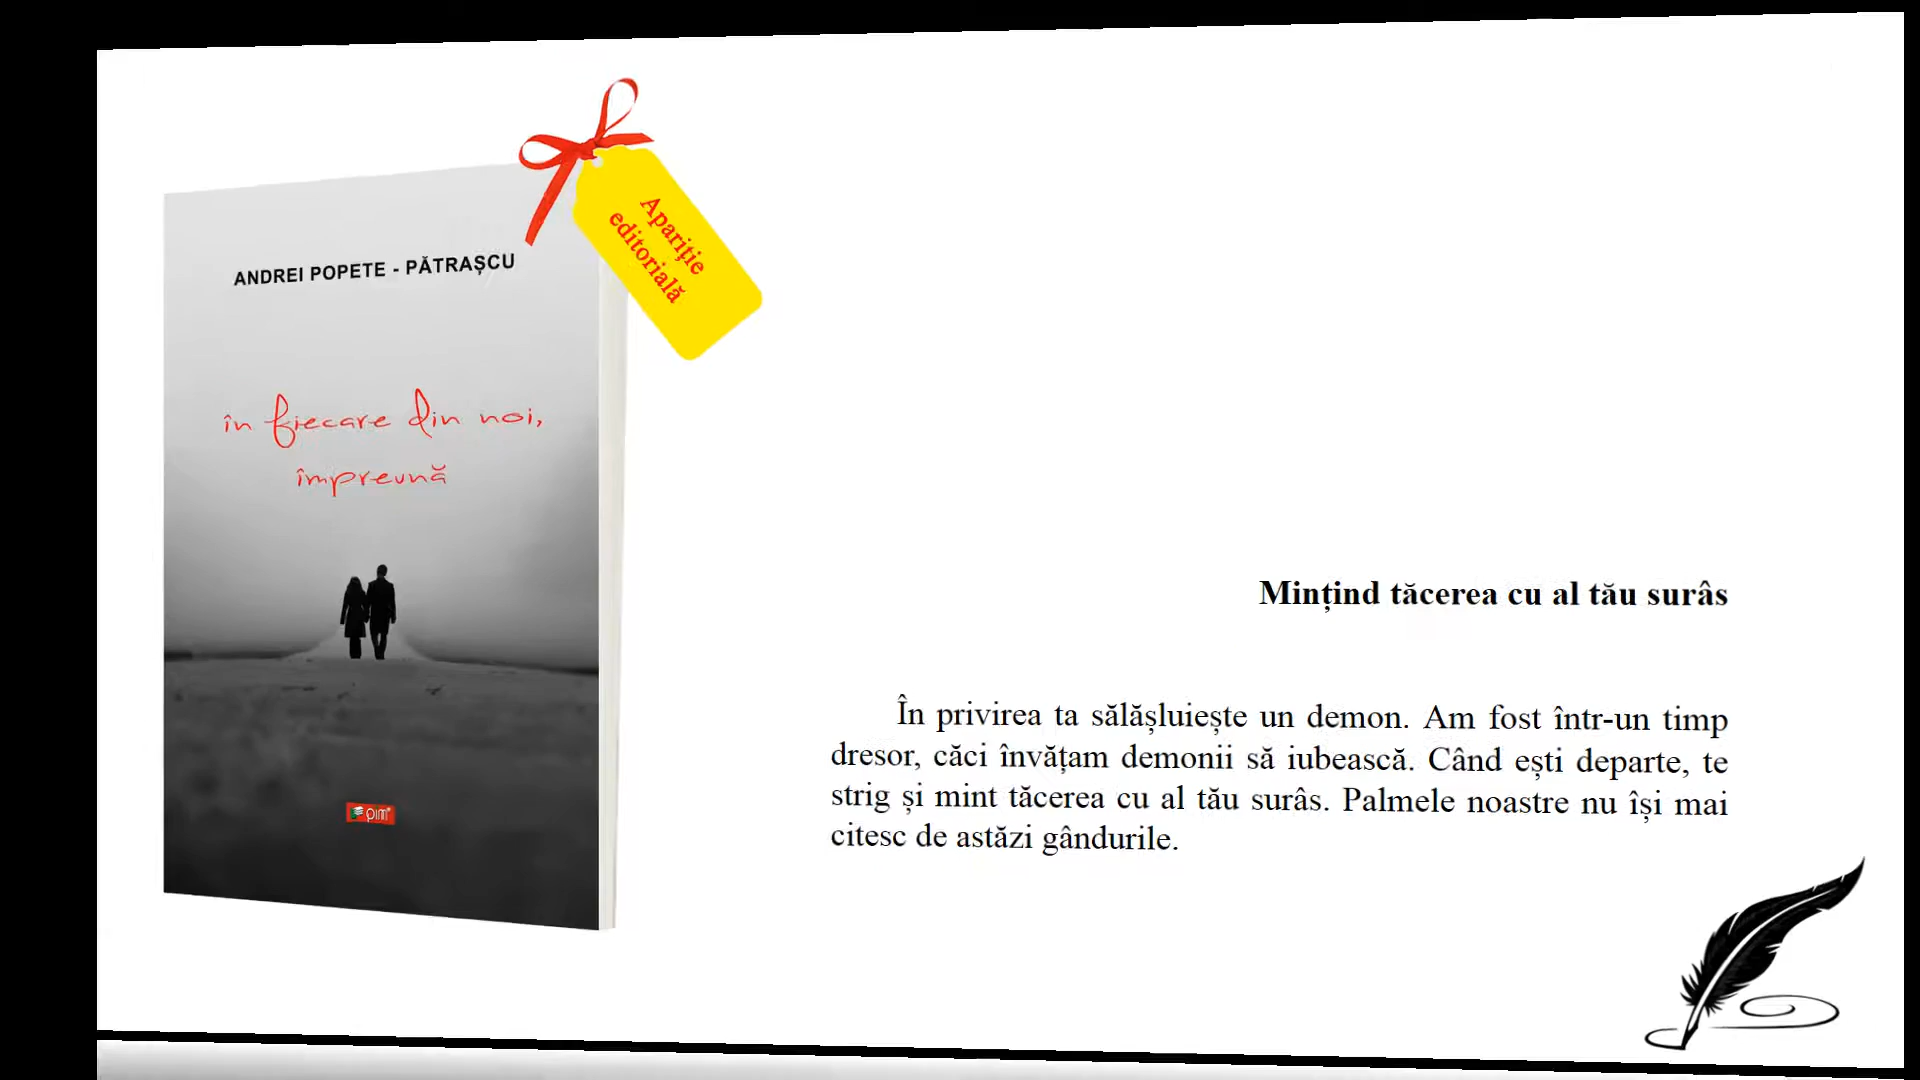 ANDREI POPETE - PĂTRAȘCU
în fiecare din noi,
împreună
pim
Apariție
editorială
Mințind tăcerea cu al tău surâs
În privirea ta sălășluiește un demon. Am fost într-un timp
dresor, căci învățam demonii să iubească. Când ești departe, te
strig și mint tăcerea cu al tău surâs. Palmele noastre nu își mai
citesc de astăzi gândurile.